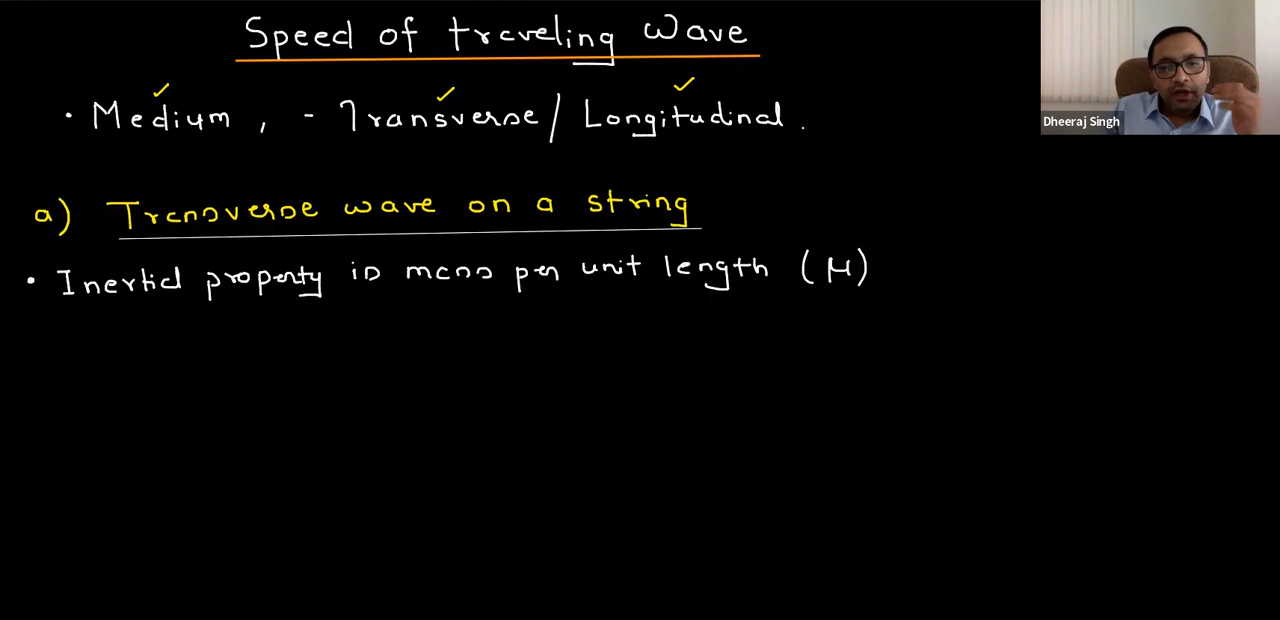 Speed of traveling Wave
· Medium, - Transverse/ Longitudinal.
Dheeraj Singh
a) Transverse wave on a string
· Inertial property is mass per unit length (μ)